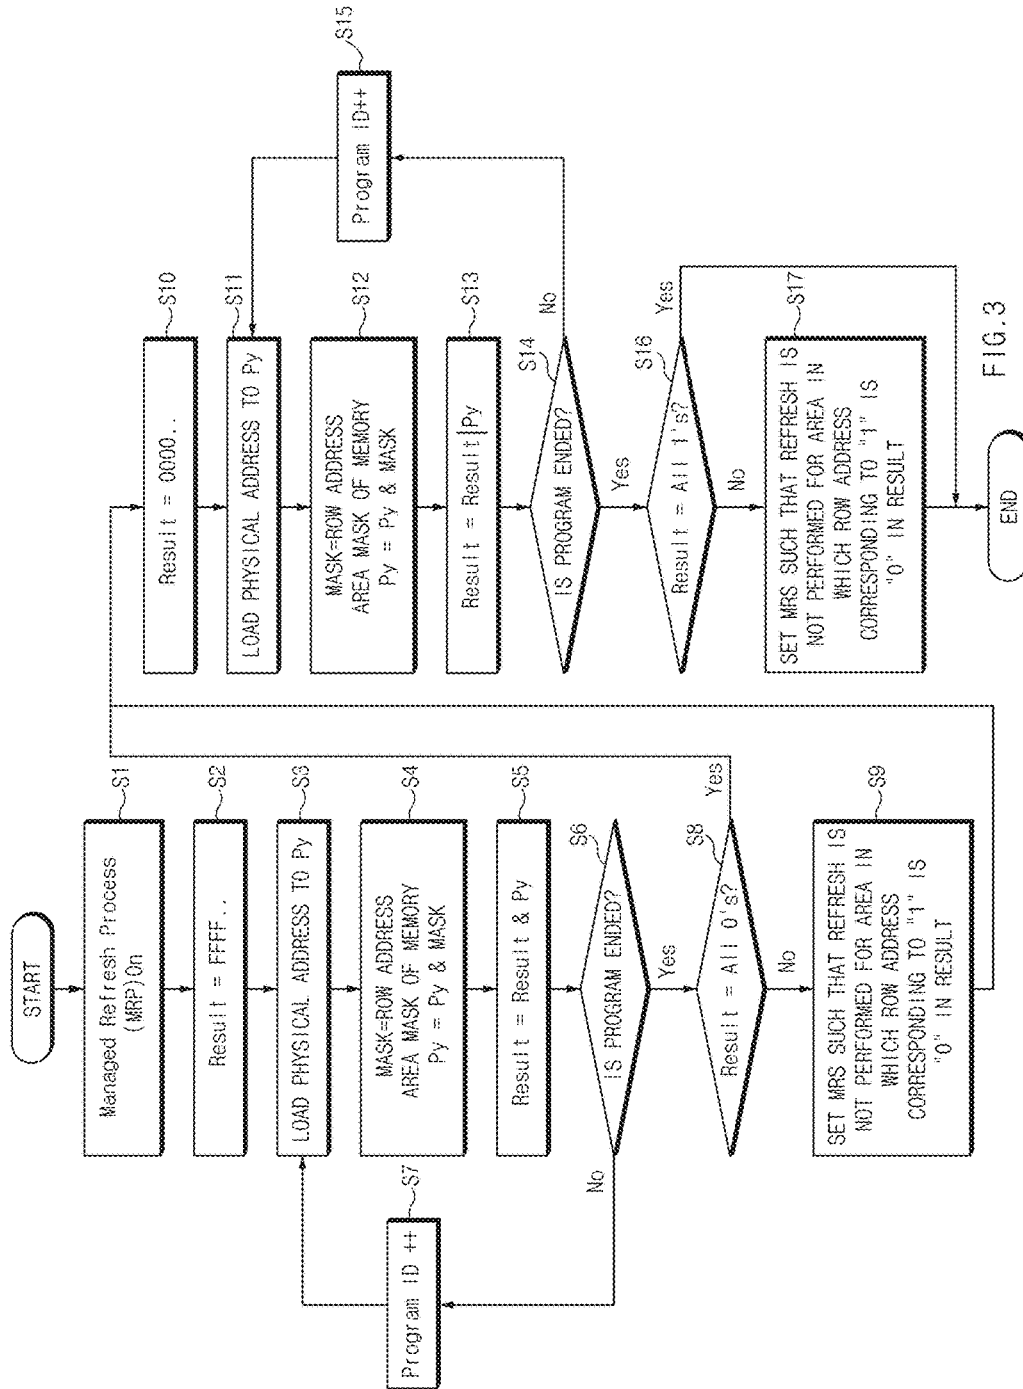 START
Managed Refresh Process
(MRP)On
S1
Result = FFFF..
S2
LOAD PHYSICAL ADDRESS TO Py
S3
MASK=ROW ADDRESS
AREA MASK OF MEMORY
Py = Py & MASK
S4
Result = Result & Py
S5
IS PROGRAM ENDED?
S6
No
Yes
Program ID ++
S7
Result = All 0's?
S8
Yes
No
SET MRS SUCH THAT REFRESH IS
NOT PERFORMED FOR AREA IN
WHICH ROW ADDRESS
CORRESPONDING TO "1" IS
"0" IN RESULT
S9
Result = 0000..
S10
LOAD PHYSICAL ADDRESS TO Py
S11
MASK=ROW ADDRESS
AREA MASK OF MEMORY
Py = Py & MASK
S12
Result = Result|Py
S13
IS PROGRAM ENDED?
S14
No
Yes
Program ID++
S15
Result = All 1's?
S16
Yes
No
SET MRS SUCH THAT REFRESH IS
NOT PERFORMED FOR AREA IN
WHICH ROW ADDRESS
CORRESPONDING TO "1" IS
"0" IN RESULT
S17
END
FIG.3